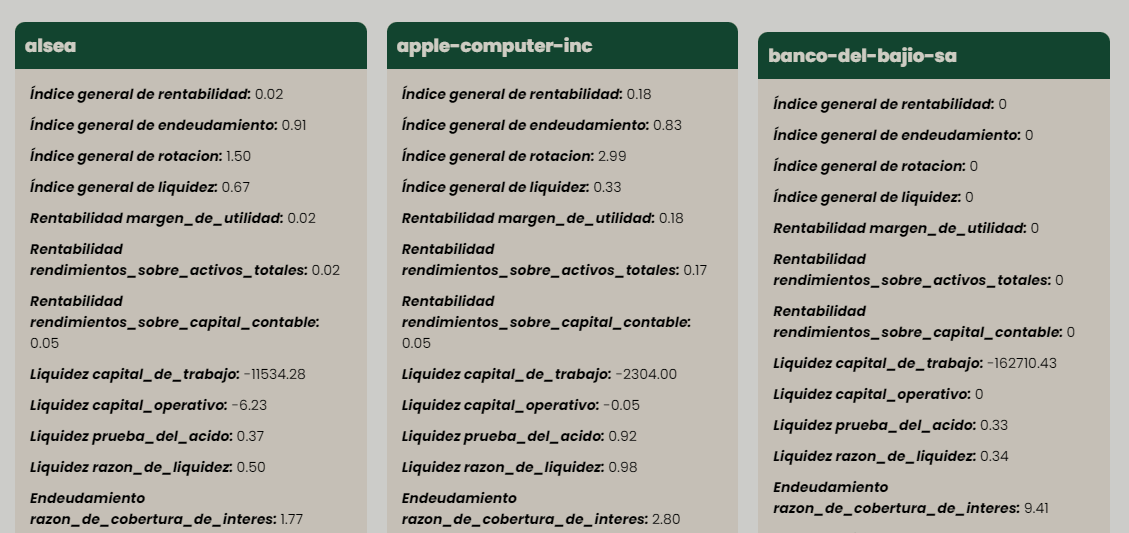 alsea
Índice general de rentabilidad: 0.02
Índice general de endeudamiento: 0.91
Índice general de rotacion: 1.50
Índice general de liquidez: 0.67
Rentabilidad margen_de_utilidad: 0.02
Rentabilidad
rendimientos_sobre_activos_totales: 0.02
Rentabilidad
rendimientos_sobre_capital_contable:
0.05
Liquidez capital_de_trabajo: -11534.28
Liquidez capital_operativo: -6.23
Liquidez prueba_del_acido: 0.37
Liquidez razon_de_liquidez: 0.50
Endeudamiento
razon_de_cobertura_de_interes: 1.77
apple-computer-inc
Índice general de rentabilidad: 0.18
Índice general de endeudamiento: 0.83
Índice general de rotacion: 2.99
Índice general de liquidez: 0.33
Rentabilidad margen_de_utilidad: 0.18
Rentabilidad
rendimientos_sobre_activos_totales: 0.17
Rentabilidad
rendimientos_sobre_capital_contable:
0.05
Liquidez capital_de_trabajo: -2304.00
Liquidez capital_operativo: -0.05
Liquidez prueba_del_acido: 0.92
Liquidez razon_de_liquidez: 0.98
Endeudamiento
razon_de_cobertura_de_interes: 2.80
banco-del-bajio-sa
Índice general de rentabilidad: 0
Índice general de endeudamiento: 0
Índice general de rotacion: 0
Índice general de liquidez: 0
Rentabilidad margen_de_utilidad: 0
Rentabilidad
rendimientos_sobre_activos_totales: 0
Rentabilidad
rendimientos_sobre_capital_contable: 0
Liquidez capital_de_trabajo: -162710.43
Liquidez capital_operativo: 0
Liquidez prueba_del_acido: 0.33
Liquidez razon_de_liquidez: 0.34
Endeudamiento
razon_de_cobertura_de_interes: 9.41